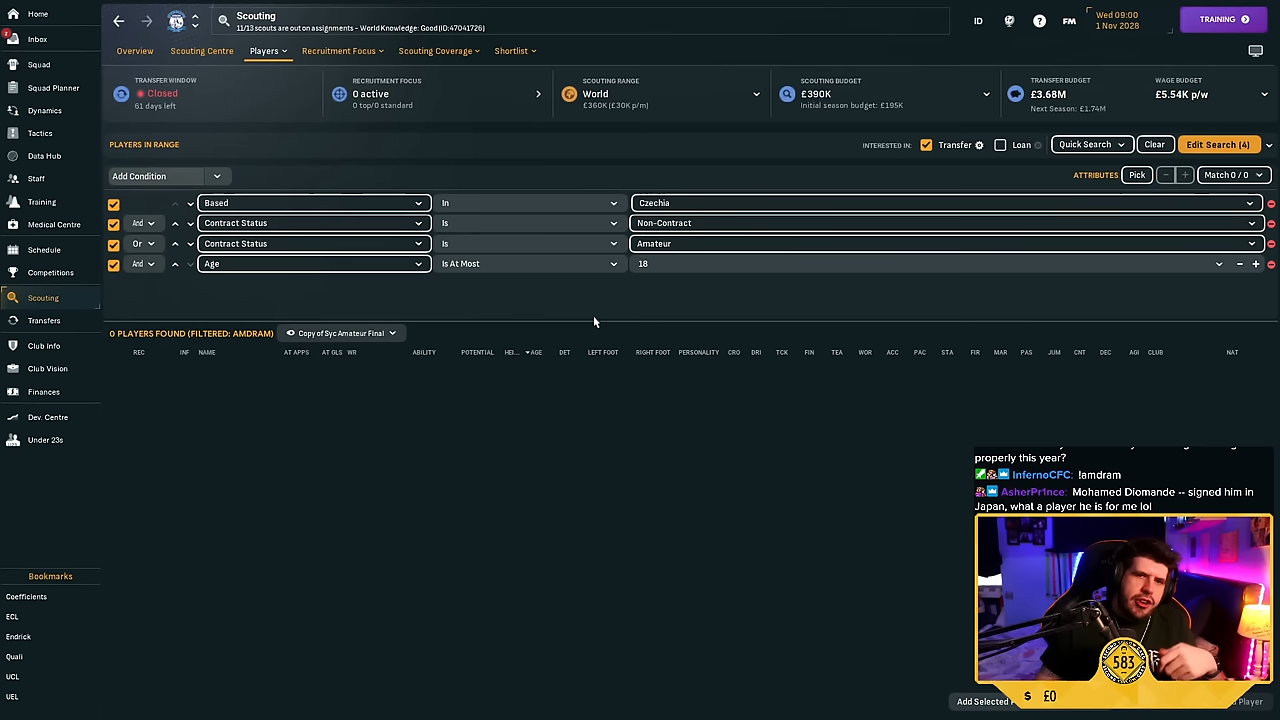 Home
2
Inbox
Squad
Squad Planner
Dynamics
Tactics
Data Hub
Staff
Training
Medical Centre
Schedule
Competitions
Scouting
Transfers
Club Info
Club Vision
Finances
Dev. Centre
Under 23s
Bookmarks
Coefficients
ECL
Endrick
Quali
UCL
UEL
Scouting
11/13 scouts are out on assignments - World Knowledge: Good(ID:47041726)
ID
FM
Wed 09:00
1 Nov 2028
TRAINING
Overview
Scouting Centre
Players
Recruitment Focus
Scouting Coverage
Shortlist
TRANSFER WINDOW
Closed
61 days left
RECRUITMENT FOCUS
0 active
0 top/0 standard
SCOUTING RANGE
World
£360K (£30K p/m)
SCOUTING BUDGET
£390K
Initial season budget: £195K
TRANSFER BUDGET
£3.68M
Next Season: £1.74M
WAGE BUDGET
£5.54K p/w
PLAYERS IN RANGE
INTERESTED IN:
Transfer
Loan
Quick Search
Clear
Edit Search (4)
Add Condition
ATTRIBUTES
Pick
Match 0 / 0
Based In Czechia
And Contract Status Is Non-Contract
Or Contract Status Is Amateur
And Age Is At Most 18
0 PLAYERS FOUND (FILTERED: AMDRAM)
Copy of Syc Amateur Final
REC INF NAME AT APPS AT GLS WR ABILITY POTENTIAL HEI... AGE DET LEFT FOOT RIGHT FOOT PERSONALITY CRO DRI TCK FIN TEA WOR ACC PAC STA FIR MAR PAS JUM CNT DEC AGI CLUB NAT
properly this year?
InfernoCFC: !amdram
AsherPr1nce: Mohamed Diomande -- signed him in
Japan, what a player he is for me lol
583
$ £0
Add Selected
Player